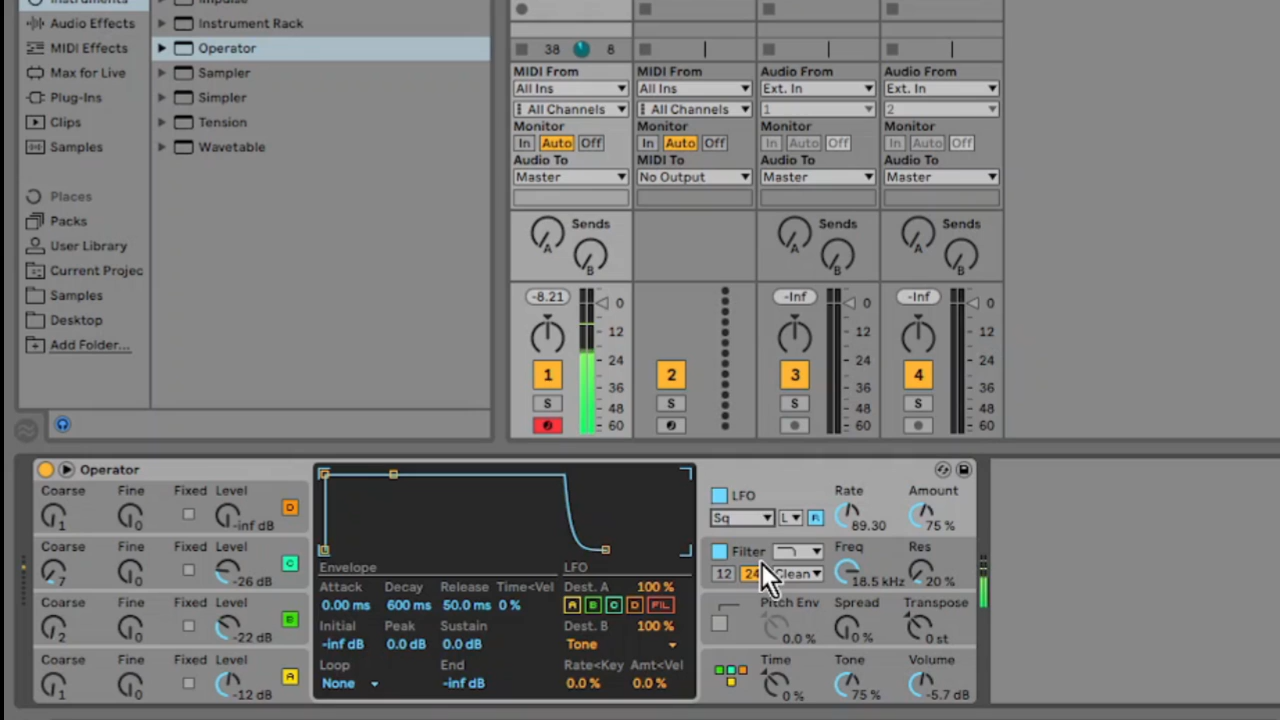 Instruments
Impulse
Audio Effects
Instrument Rack
MIDI Effects
Operator
38 8
Max for Live
Sampler
Plug-Ins
Simpler
Clips
Tension
Samples
Wavetable
MIDI From MIDI From Audio From Audio From
All Ins All Ins Ext. In Ext. In
All Channels All Channels 1 2
Monitor Monitor Monitor Monitor
In Auto Off In Auto Off In Auto Off In Auto Off
Audio To MIDI To Audio To Audio To
Master No Output Master Master
Places
Packs
User Library
Current Projec
Samples
Desktop
Add Folder...
Sends Sends Sends
A A A
B B B
-8.21 0 -Inf 0 -Inf 0
12 12 12
1 24 2 3 24 4 24
36 36 36
S 48 S S 48 S 48
60 60 60
Operator
Coarse Fine Fixed Level
1 0 -inf dB D
Coarse Fine Fixed Level
7 0 -26 dB C
Coarse Fine Fixed Level
2 0 -22 dB B
Coarse Fine Fixed Level
1 0 -12 dB A
Envelope LFO
Attack Decay Release Time<Vel Dest. A 100 %
0.00 ms 600 ms 50.0 ms 0 % A B C D FIL
Initial Peak Sustain Dest. B 100 %
-inf dB 0.0 dB 0.0 dB Tone
Loop End Rate<Key Amt<Vel
None -inf dB 0.0 % 0.0 %
LFO Rate Amount
Sq L R 89.30 75 %
Filter Freq Res
12 24 Clean 18.5 kHz 20 %
Pitch Env Spread Transpose
0.0 % 0 % 0 st
Time Tone Volume
0 % 75 % -5.7 dB